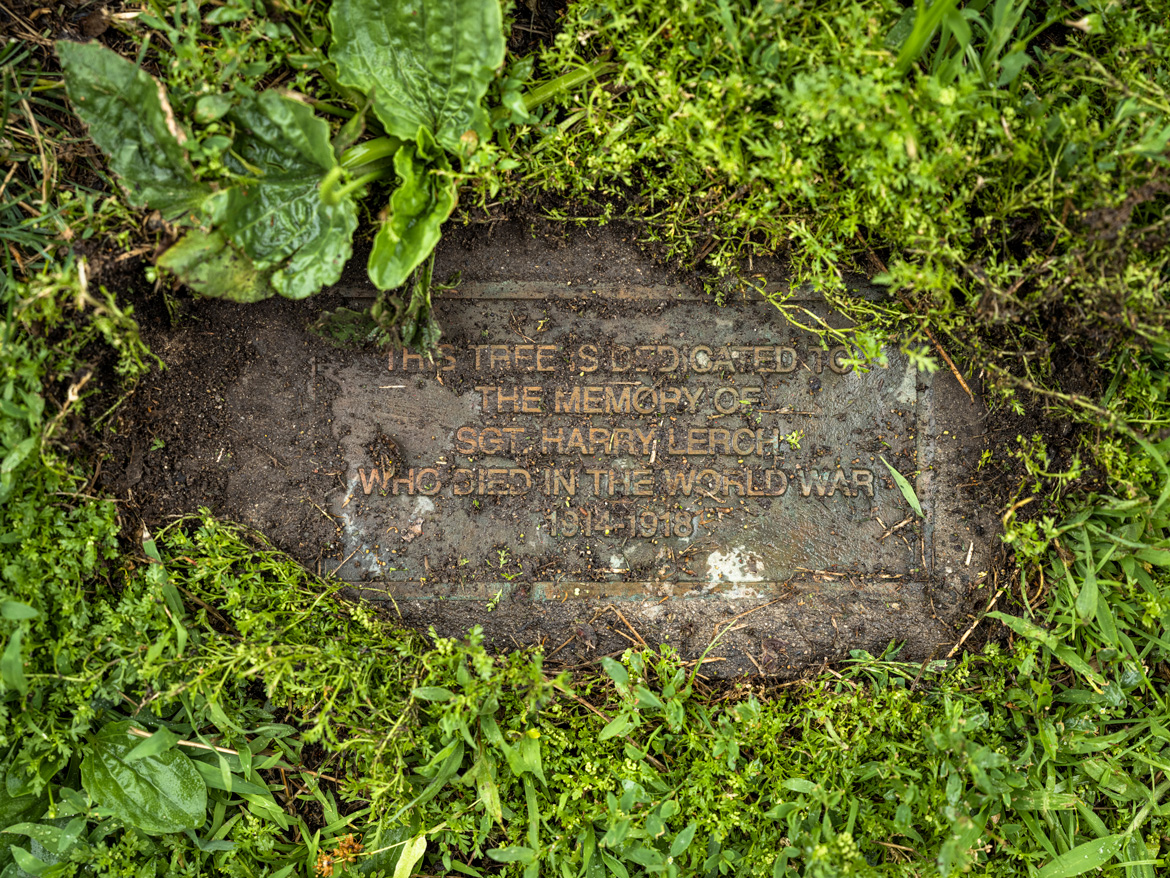 THIS TREE IS DEDICATED TO
THE MEMORY OF
SGT. HARRY LERCH
WHO DIED IN THE WORLD WAR
1914-1918